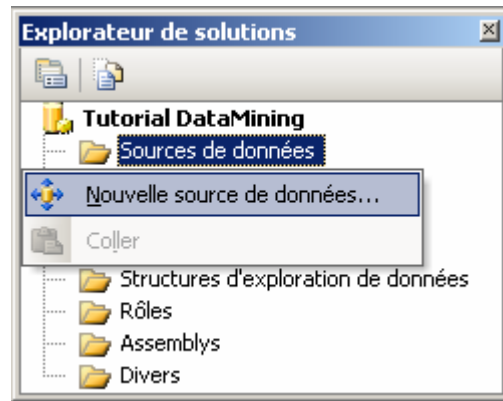 Explorateur de solutions
Tutorial DataMining
Sources de données
Nouvelle source de données...
Coller
Structures d'exploration de données
Rôles
Assemblys
Divers